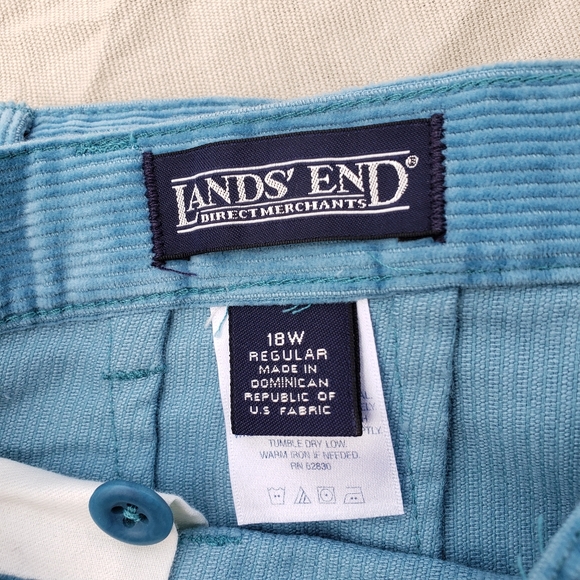 LANDS' END®
DIRECT MERCHANTS
18W
REGULAR
MADE IN
DOMINICAN
REPUBLIC OF
U.S FABRIC
TUMBLE DRY LOW.
WARM IRON IF NEEDED.
RN 62830